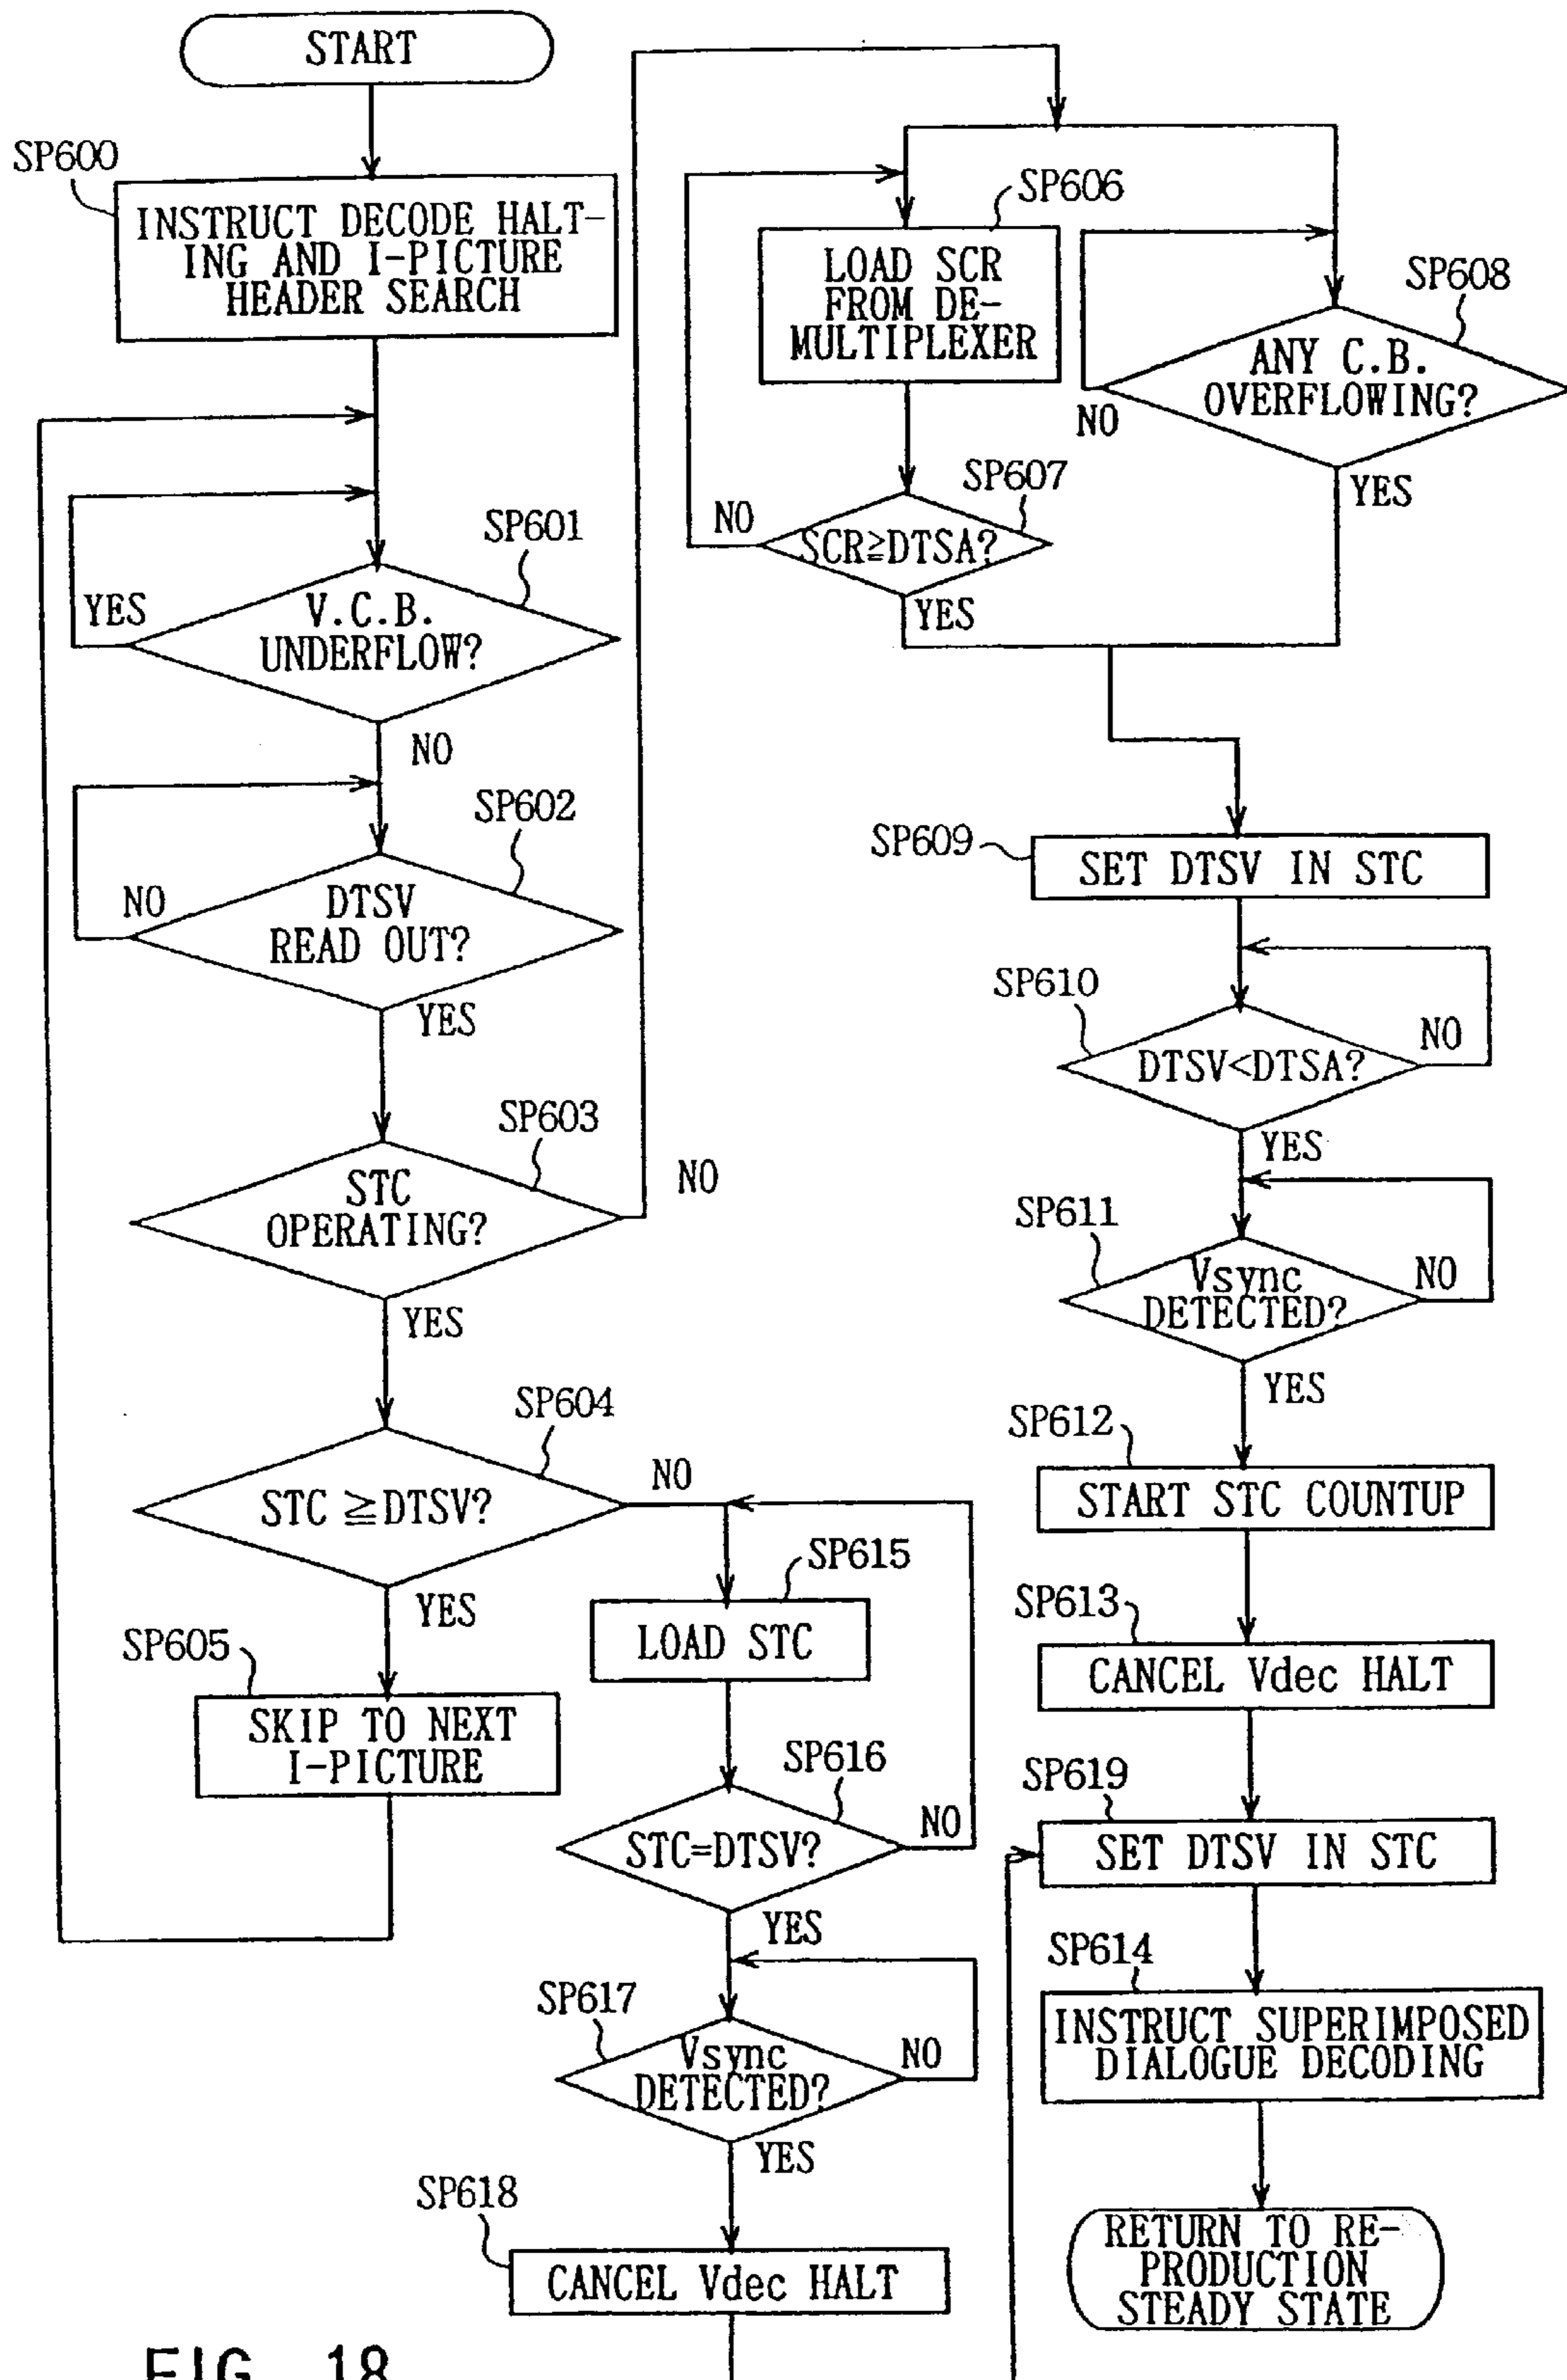 START
SP600
INSTRUCT DECODE HALT-
ING AND I-PICTURE
HEADER SEARCH
SP601
YES
V.C.B.
UNDERFLOW?
NO
SP602
NO
DTSV
READ OUT?
YES
SP603
NO
STC
OPERATING?
YES
SP604
NO
STC ≧DTSV?
YES
SP605
SKIP TO NEXT
I-PICTURE
SP615
LOAD STC
SP616
NO
STC=DTSV?
YES
SP617
NO
Vsync
DETECTED?
YES
SP618
CANCEL Vdec HALT
SP606
LOAD SCR
FROM DE-
MULTIPLEXER
SP607
NO
SCR≧DTSA?
YES
SP608
ANY C.B.
OVERFLOWING?
NO
YES
SP609
SET DTSV IN STC
SP610
NO
DTSV<DTSA?
YES
SP611
NO
Vsync
DETECTED?
YES
SP612
START STC COUNTUP
SP613
CANCEL Vdec HALT
SP619
SET DTSV IN STC
SP614
INSTRUCT SUPERIMPOSED
DIALOGUE DECODING
RETURN TO RE-
PRODUCTION
STEADY STATE
FIG. 18